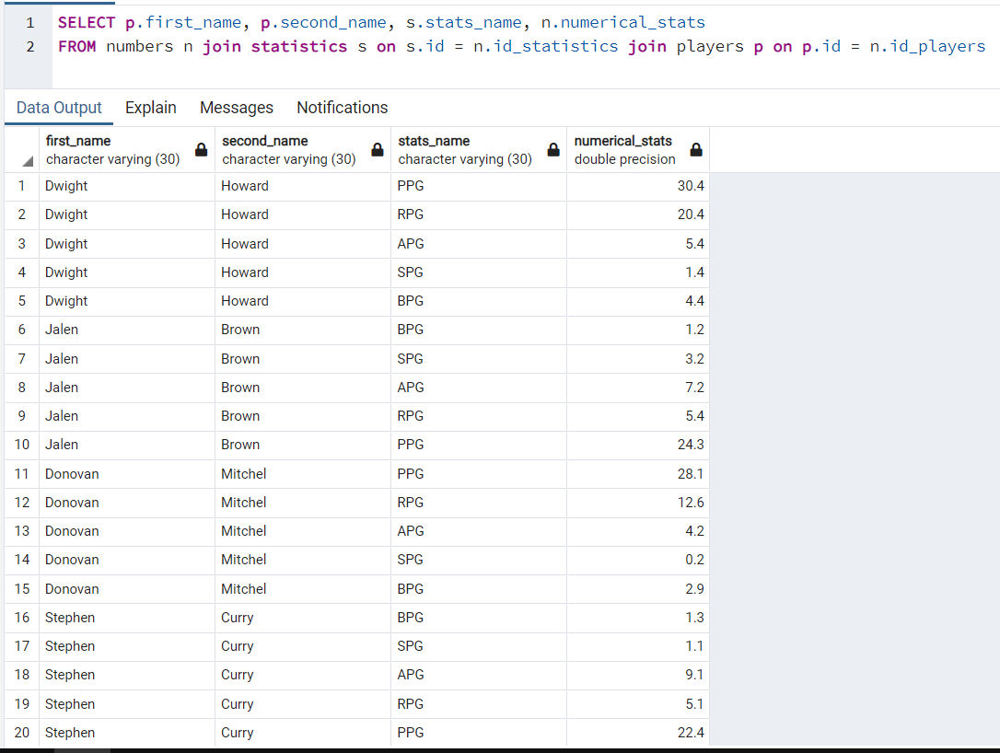 1 SELECT p.first_name, p.second_name, s.stats_name, n.numerical_stats
2 FROM numbers n join statistics s on s.id = n.id_statistics join players p on p.id = n.id_players
Data Output Explain Messages Notifications
first_name second_name stats_name numerical_stats
character varying (30) character varying (30) character varying (30) double precision
1 Dwight Howard PPG 30.4
2 Dwight Howard RPG 20.4
3 Dwight Howard APG 5.4
4 Dwight Howard SPG 1.4
5 Dwight Howard BPG 4.4
6 Jalen Brown BPG 1.2
7 Jalen Brown SPG 3.2
8 Jalen Brown APG 7.2
9 Jalen Brown RPG 5.4
10 Jalen Brown PPG 24.3
11 Donovan Mitchel PPG 28.1
12 Donovan Mitchel RPG 12.6
13 Donovan Mitchel APG 4.2
14 Donovan Mitchel SPG 0.2
15 Donovan Mitchel BPG 2.9
16 Stephen Curry BPG 1.3
17 Stephen Curry SPG 1.1
18 Stephen Curry APG 9.1
19 Stephen Curry RPG 5.1
20 Stephen Curry PPG 22.4